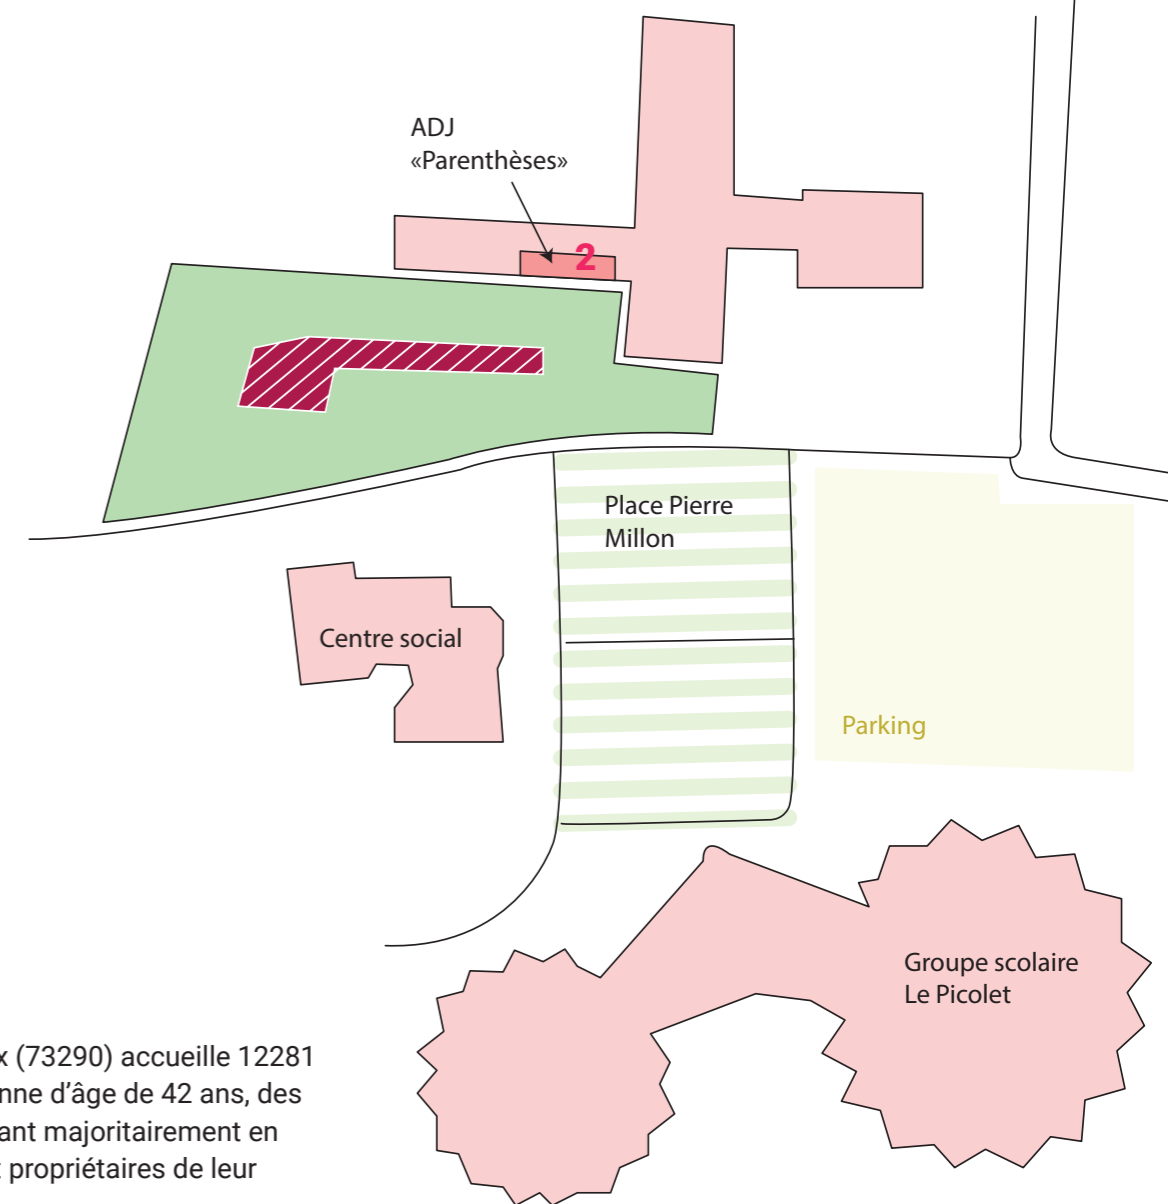 ADJ
«Parenthèses»
2
Place Pierre
Millon
Centre social
Parking
Groupe scolaire
Le Picolet
x (73290) accueille 12281
nne d’âge de 42 ans, des
ant majoritairement en
t propriétaires de leur